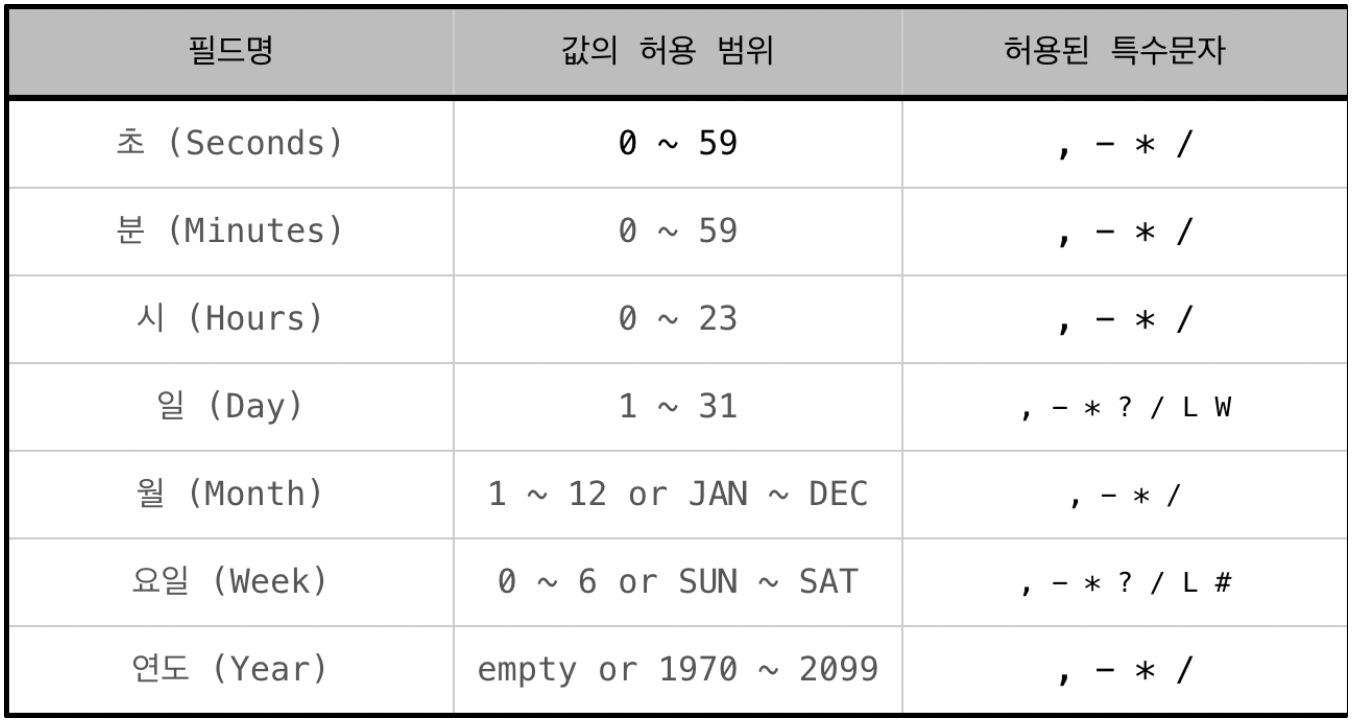 필드명 값의 허용 범위 허용된 특수문자
초 (Seconds) 0 ~ 59 , - * /
분 (Minutes) 0 ~ 59 , - * /
시 (Hours) 0 ~ 23 , - * /
일 (Day) 1 ~ 31 , - * ? / L W
월 (Month) 1 ~ 12 or JAN ~ DEC , - * /
요일 (Week) 0 ~ 6 or SUN ~ SAT , - * ? / L #
연도 (Year) empty or 1970 ~ 2099 , - * /